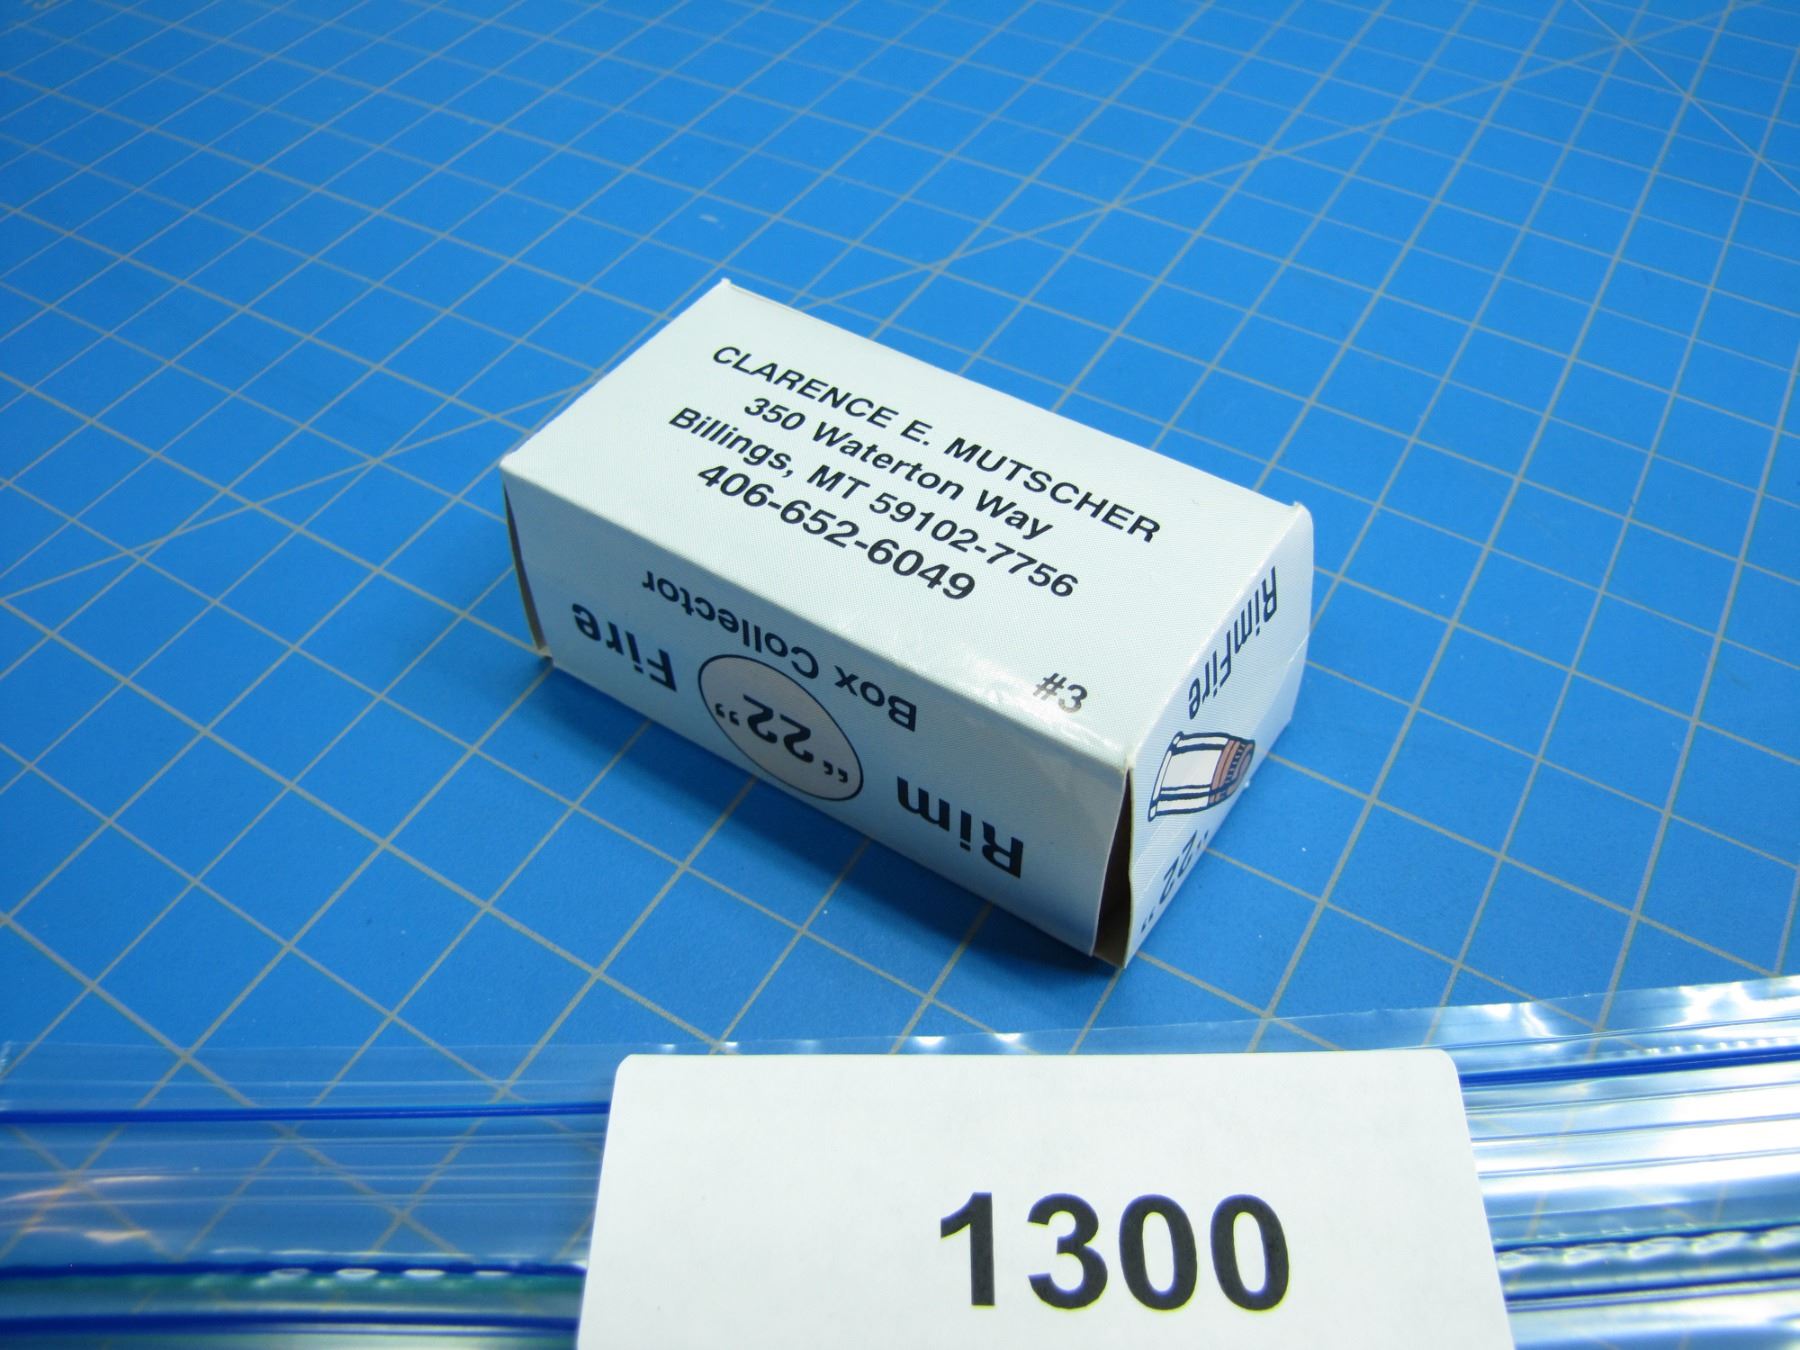 CLARENCE E. MUTSCHER
350 Waterton Way
Billings, MT 59102-7756
406-652-6049
#3
Rim “22” Fire
Box Collector
RimFire
“22”
1300